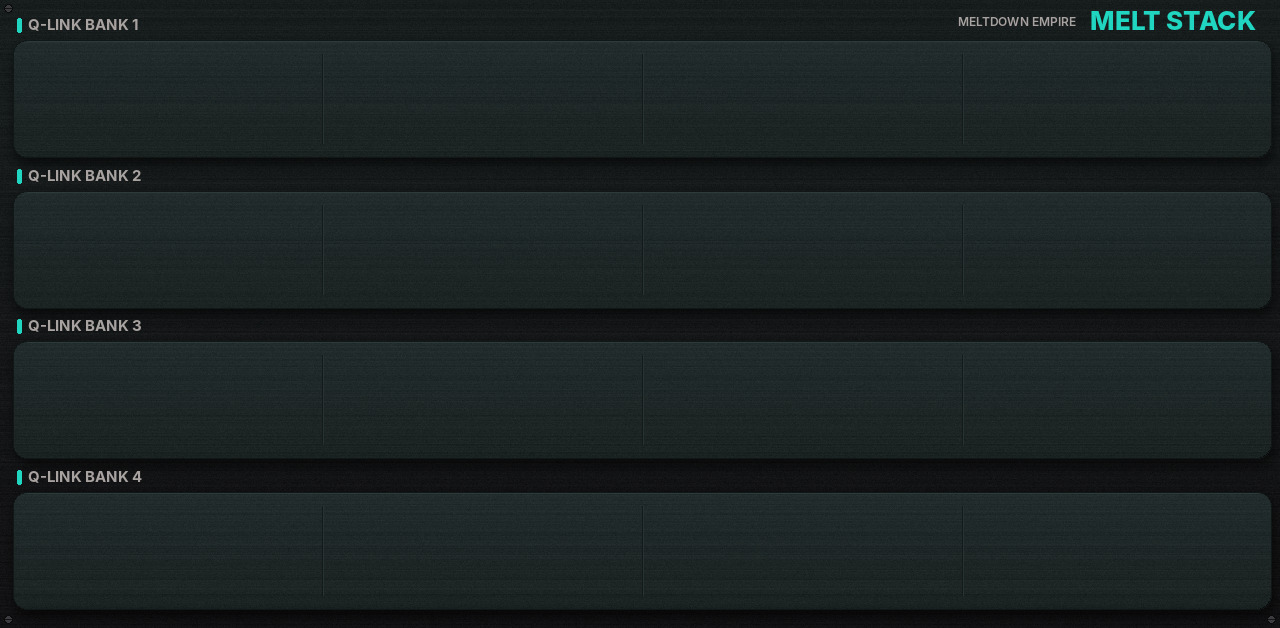 Q-LINK BANK 1
MELTDOWN EMPIRE MELT STACK
Q-LINK BANK 2
Q-LINK BANK 3
Q-LINK BANK 4